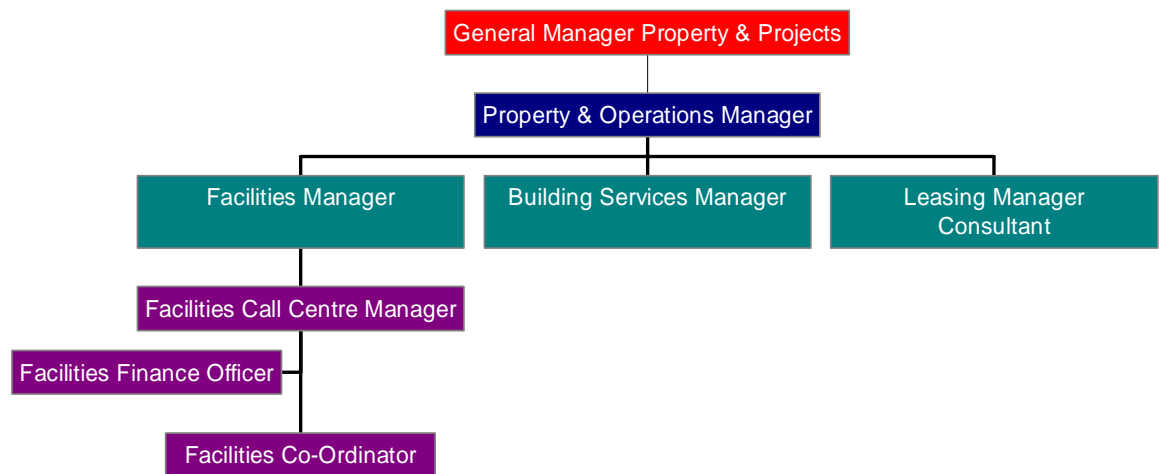 General Manager Property & Projects
Property & Operations Manager
Facilities Manager
Building Services Manager
Leasing Manager
Consultant
Facilities Call Centre Manager
Facilities Finance Officer
Facilities Co-Ordinator